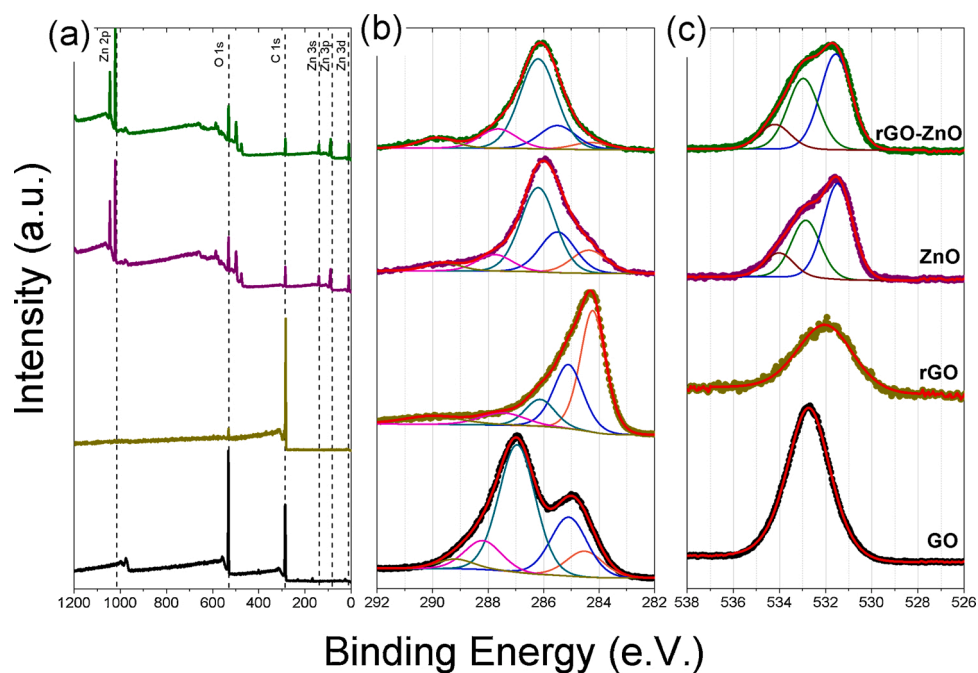 (a)
(b)
(c)
Zn 2p
O 1s
C 1s
Zn 3s
Zn 3p
Zn 3d
rGO-ZnO
ZnO
rGO
GO
Intensity (a.u.)
1200 1000 800 600 400 200 0
292 290 288 286 284 282
538 536 534 532 530 528 526
Binding Energy (e.V.)